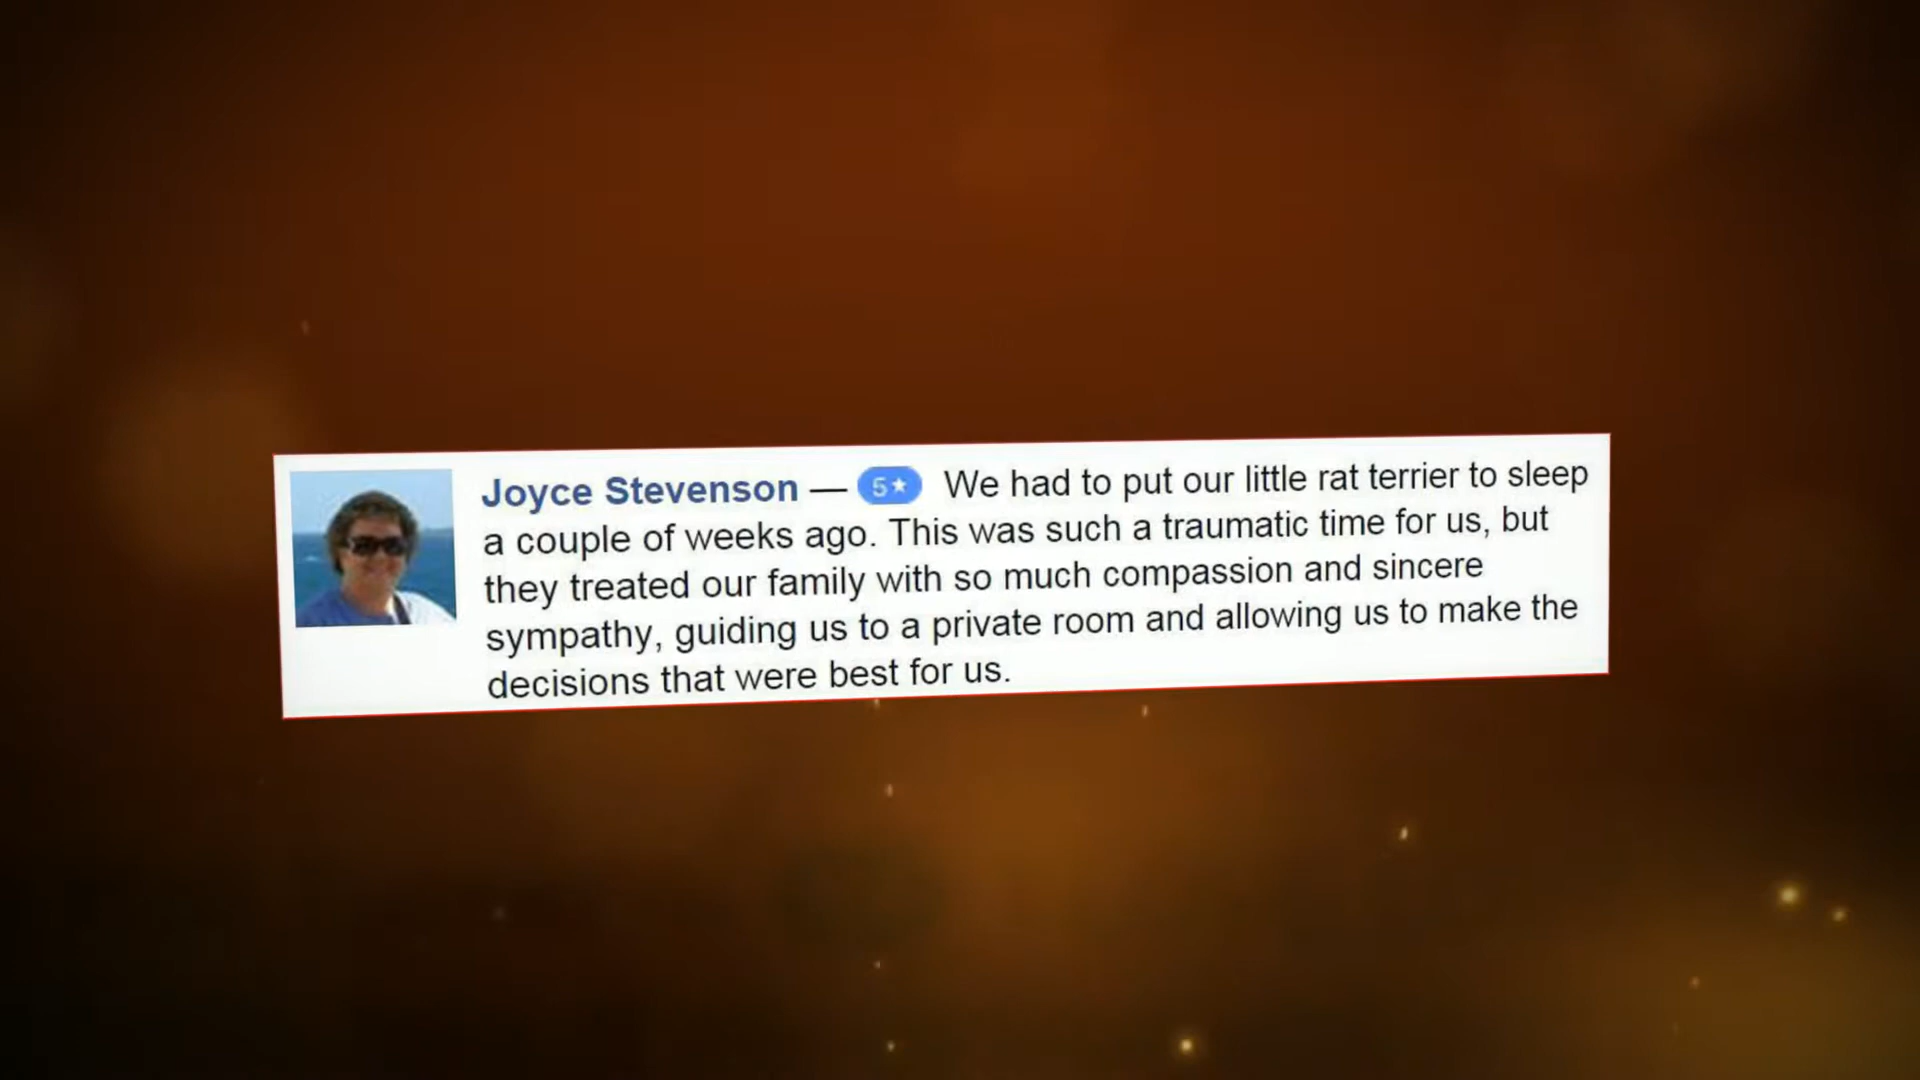 Joyce Stevenson — 5★ We had to put our little rat terrier to sleep
a couple of weeks ago. This was such a traumatic time for us, but
they treated our family with so much compassion and sincere
sympathy, guiding us to a private room and allowing us to make the
decisions that were best for us.